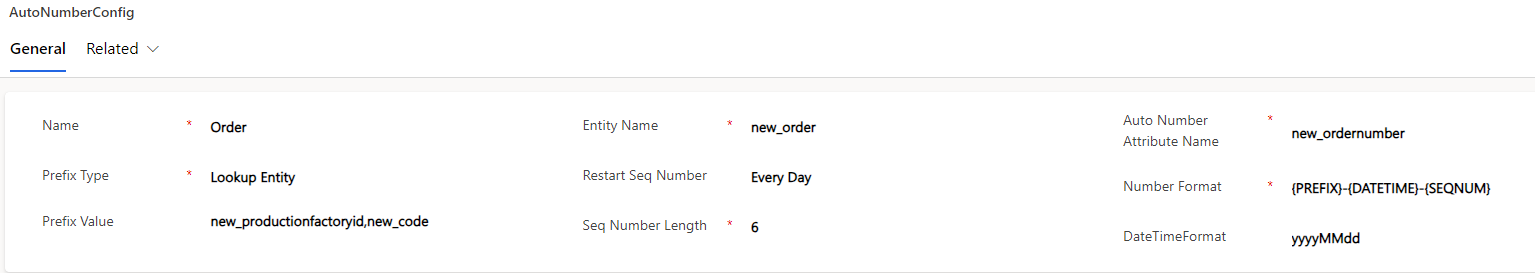 AutoNumberConfig
General Related
Name * Order
Entity Name * new_order
Auto Number
Attribute Name * new_ordernumber
Prefix Type * Lookup Entity
Restart Seq Number Every Day
Number Format * {PREFIX}-{DATETIME}-{SEQNUM}
Prefix Value new_productionfactoryid,new_code
Seq Number Length * 6
DateTimeFormat yyyyMMdd